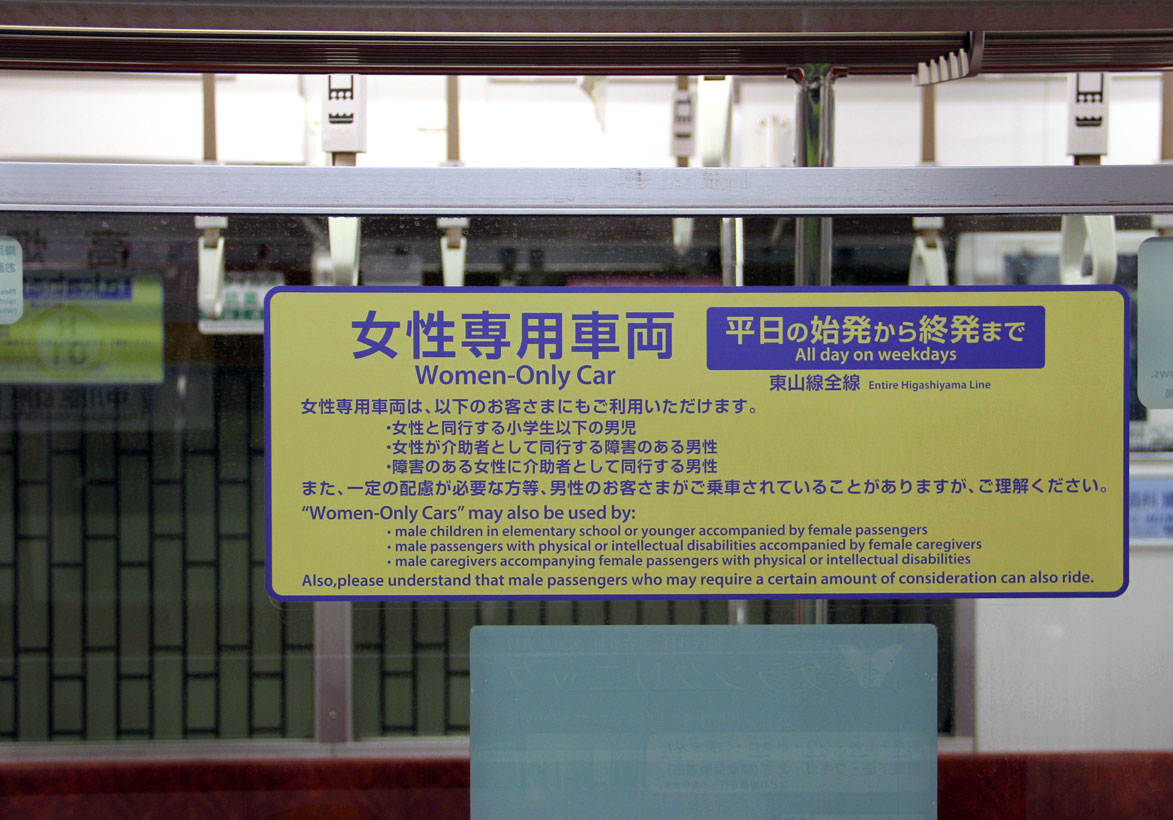 女性専用車両
Women-Only Car
平日の始発から終発まで
All day on weekdays
東山線全線 Entire Higashiyama Line
女性専用車両は、以下のお客さまにもご利用いただけます。
・女性と同行する小学生以下の男児
・女性が介助者として同行する障害のある男性
・障害のある女性に介助者として同行する男性
また、一定の配慮が必要な方等、男性のお客さまがご乗車されていることがありますが、ご理解ください。
“Women-Only Cars” may also be used by:
• male children in elementary school or younger accompanied by female passengers
• male passengers with physical or intellectual disabilities accompanied by female caregivers
• male caregivers accompanying female passengers with physical or intellectual disabilities
Also,please understand that male passengers who may require a certain amount of consideration can also ride.